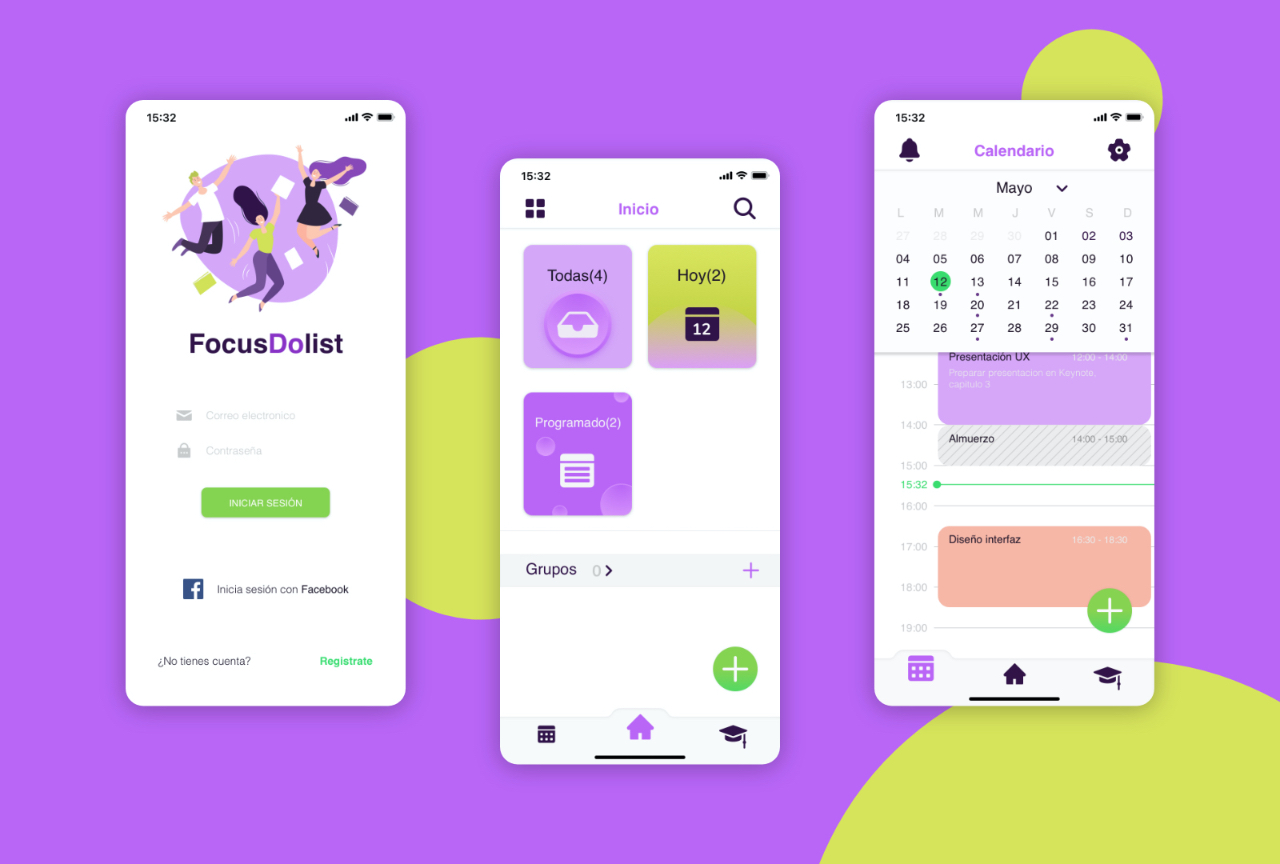 15:32
FocusDolist
Correo electronico
Contraseña
INICIAR SESIÓN
Inicia sesión con Facebook
¿No tienes cuenta? Registrate
15:32
Inicio
Todas(4)
Hoy(2)
12
Programado(2)
Grupos 0
15:32
Calendario
Mayo
L M M J V S D
27 28 29 30 01 02 03
04 05 06 07 08 09 10
11 12 13 14 15 16 17
18 19 20 21 22 23 24
25 26 27 28 29 30 31
Presentación UX 12:00 - 14:00
Preparar presentacion en Keynote,
capitulo 3
13:00
14:00
Almuerzo 14:00 - 15:00
15:00
15:32
16:00
Diseño interfaz 16:30 - 18:30
17:00
18:00
19:00